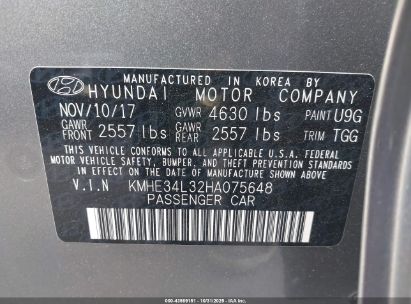 MANUFACTURED IN KOREA BY
HYUNDAI MOTOR COMPANY
NOV/10/17 GVWR 4630 lbs PAINT U9G
GAWR FRONT 2557 lbs GAWR REAR 2557 lbs TRIM TGG
THIS VEHICLE CONFORMS TO ALL APPLICABLE U.S.A. FEDERAL
MOTOR VEHICLE SAFETY, BUMPER, AND THEFT PREVENTION
STANDARDS IN EFFECT ON THE DATE OF MANUFACTURE SHOWN ABOVE.
V.I.N KMHE34L32HA075648
PASSENGER CAR